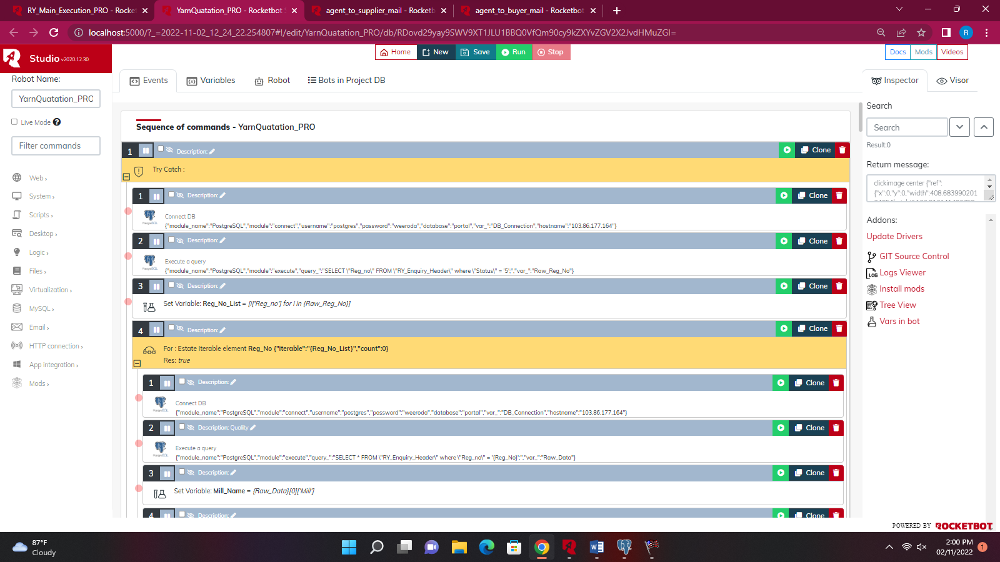 RY_Main_Execution_PRO - Rocket
YarnQuatation_PRO - Rocketbot S
agent_to_supplier_mail - Rocketb
agent_to_buyer_mail - Rocketbot
localhost:5000/?_=2022-11-02_12_24_22.254807#!/edit/YarnQuatation_PRO/db/RDovd29yay9SWV9XT1JLU1BBQ0VfQm90cy9kZXYvZGV2X2JvdHMuZGI=
R
Studio v2020.12.30
Home
New
Save
Run
Stop
Docs
Mods
Videos
Robot Name:
YarnQuatation_PRO
Live Mode
Filter commands
Web ›
System ›
Scripts ›
Desktop ›
Logic ›
Files ›
Virtualization ›
MySQL ›
Email ›
HTTP connection ›
App integration ›
Mods ›
Events
Variables
Robot
Bots in Project DB
Sequence of commands - YarnQuatation_PRO
1 Description: Clone
Try Catch :
1 Description: Clone
Connect DB
{"module_name":"PostgreSQL","module":"connect","username":"postgres","password":"weeroda","database":"portal","var_":"DB_Connection","hostname":"103.86.177.164"}
2 Description: Clone
Execute a query
{"module_name":"PostgreSQL","module":"execute","query_":"SELECT \"Reg_no\" FROM \"RY_Enquiry_Header\" where \"Status\" = '5';","var_":"Raw_Reg_No"}
3 Description: Clone
Set Variable: Reg_No_List = [i['Reg_no'] for i in {Raw_Reg_No}]
4 Description: Clone
For : Estate Iterable element Reg_No {"iterable":"{Reg_No_List}","count":0}
Res: true
1 Description: Clone
Connect DB
{"module_name":"PostgreSQL","module":"connect","username":"postgres","password":"weeroda","database":"portal","var_":"DB_Connection","hostname":"103.86.177.164"}
2 Description: Quality Clone
Execute a query
{"module_name":"PostgreSQL","module":"execute","query_":"SELECT * FROM \"RY_Enquiry_Header\" where \"Reg_no\" = '{Reg_No}';","var_":"Raw_Data"}
3 Description: Clone
Set Variable: Mill_Name = {Raw_Data}[0]['Mill']
4 Description: Clone
Inspector
Visor
Search
Search
Result:0
Return message:
clickimage center {"ref":
{"x":0,"y":0,"width":408.683990201
Addons:
Update Drivers
GIT Source Control
LOG
Logs Viewer
Install mods
Tree View
Vars in bot
POWERED BY ROCKETBOT
87°F
Cloudy
2:00 PM
02/11/2022
1